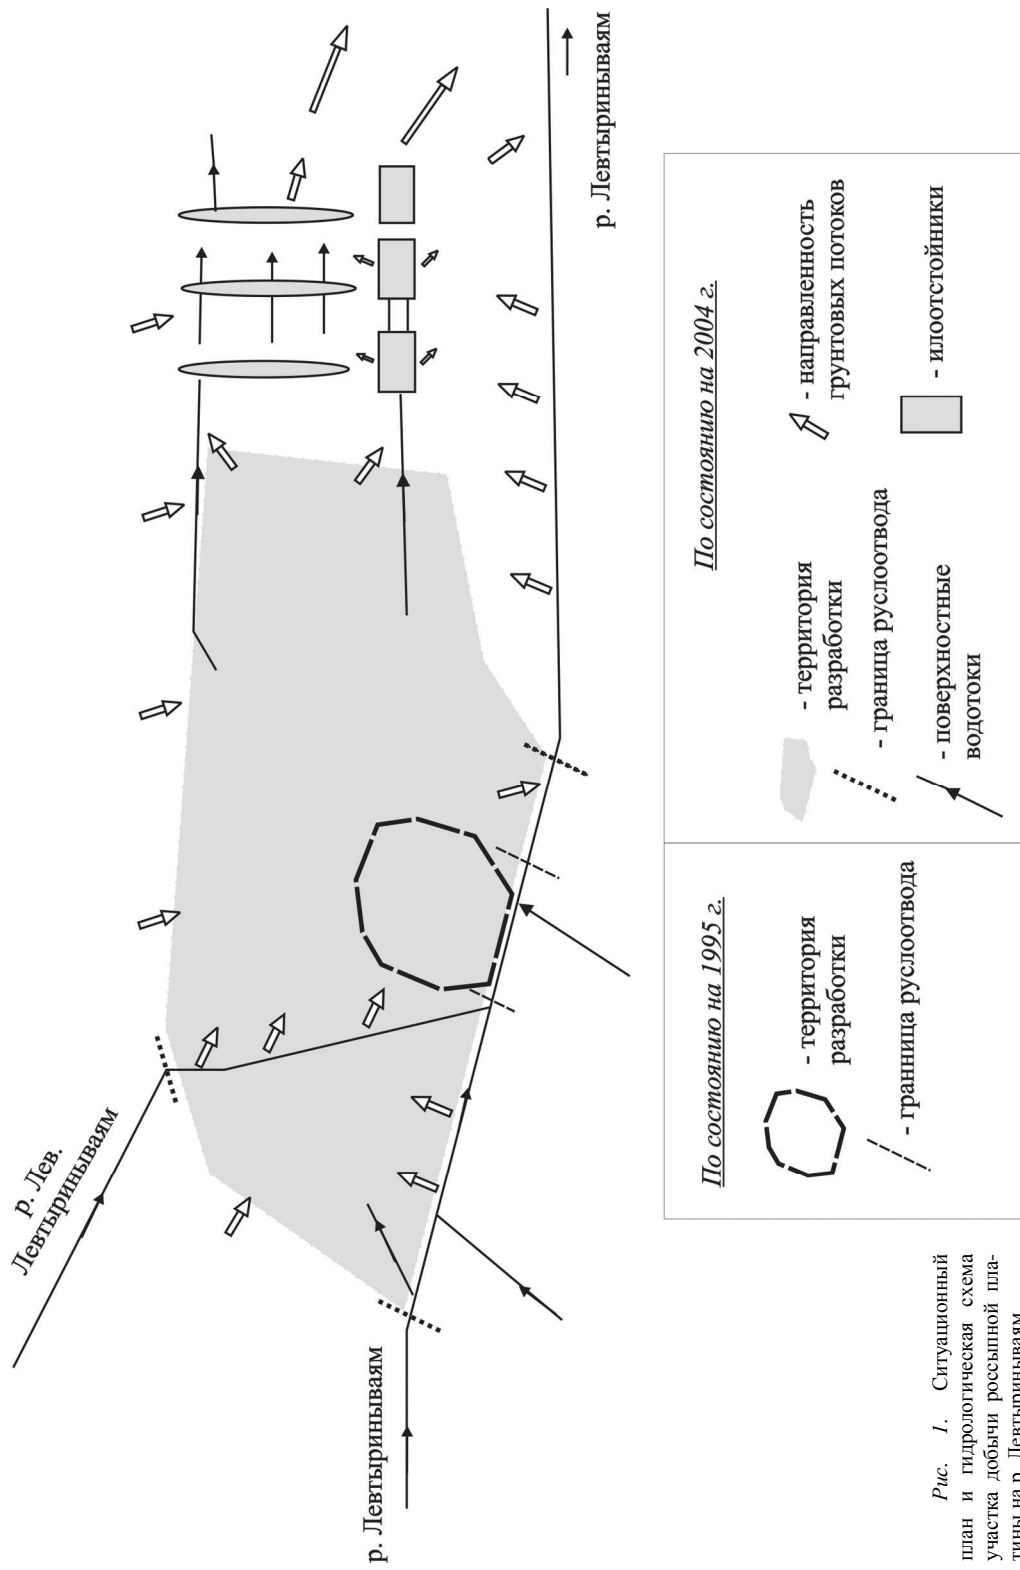 р. Лев.
Левтыринываям
р. Левтыринываям
р. Левтыринываям
По состоянию на 1995 г.
- территория
разработки
- гранница руслоотвода
По состоянию на 2004 г.
- территория
разработки
- граница руслоотвода
- поверхностные
водотоки
- направленность
грунтовых потоков
- илоотстойники
Рис. 1. Ситуационный
план и гидрологическая схема
участка добычи россыпной пла-
тины на р. Левтыринываям